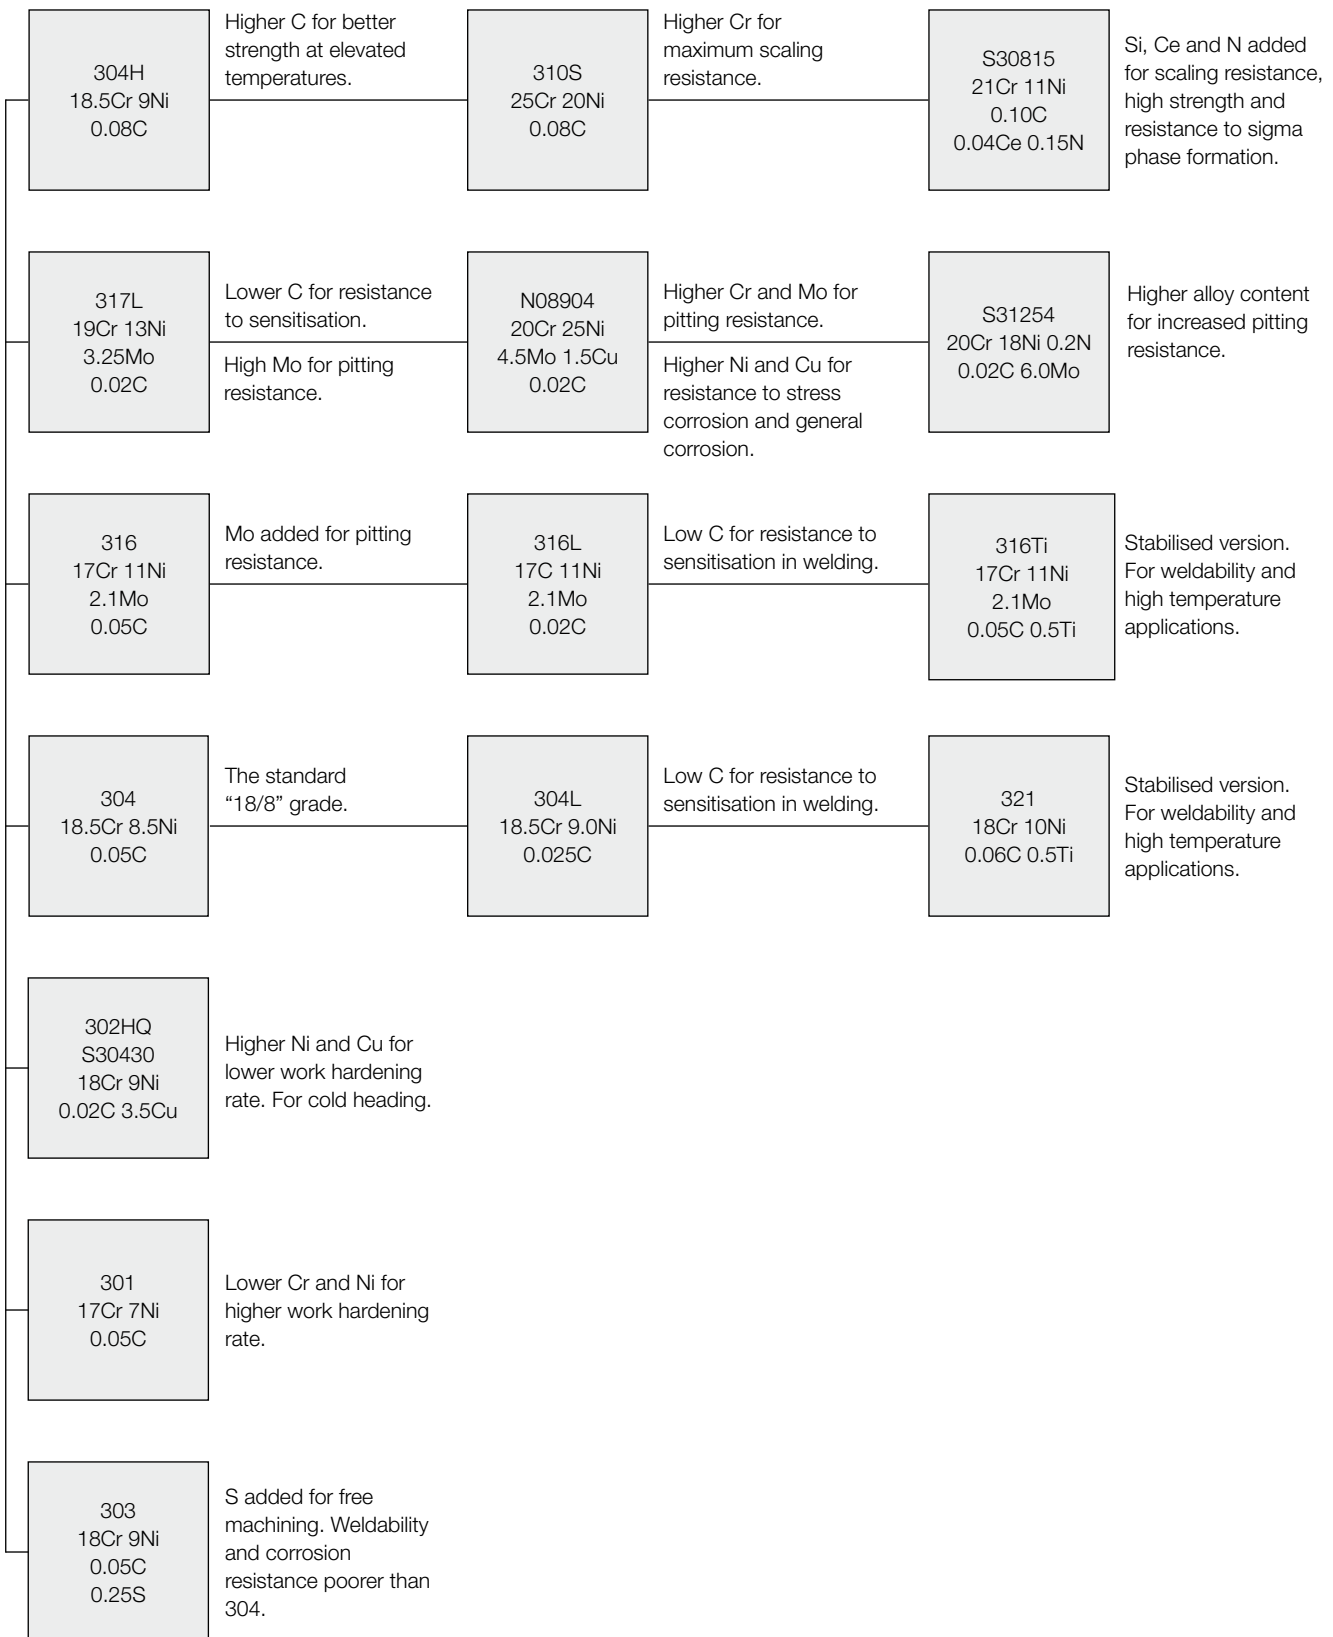 304H
18.5Cr 9Ni
0.08C
Higher C for better
strength at elevated
temperatures.
310S
25Cr 20Ni
0.08C
Higher Cr for
maximum scaling
resistance.
S30815
21Cr 11Ni
0.10C
0.04Ce 0.15N
Si, Ce and N added
for scaling resistance,
high strength and
resistance to sigma
phase formation.
317L
19Cr 13Ni
3.25Mo
0.02C
Lower C for resistance
to sensitisation.
High Mo for pitting
resistance.
N08904
20Cr 25Ni
4.5Mo 1.5Cu
0.02C
Higher Cr and Mo for
pitting resistance.
Higher Ni and Cu for
resistance to stress
corrosion and general
corrosion.
S31254
20Cr 18Ni 0.2N
0.02C 6.0Mo
Higher alloy content
for increased pitting
resistance.
316
17Cr 11Ni
2.1Mo
0.05C
Mo added for pitting
resistance.
316L
17C 11Ni
2.1Mo
0.02C
Low C for resistance to
sensitisation in welding.
316Ti
17Cr 11Ni
2.1Mo
0.05C 0.5Ti
Stabilised version.
For weldability and
high temperature
applications.
304
18.5Cr 8.5Ni
0.05C
The standard
“18/8” grade.
304L
18.5Cr 9.0Ni
0.025C
Low C for resistance to
sensitisation in welding.
321
18Cr 10Ni
0.06C 0.5Ti
Stabilised version.
For weldability and
high temperature
applications.
302HQ
S30430
18Cr 9Ni
0.02C 3.5Cu
Higher Ni and Cu for
lower work hardening
rate. For cold heading.
301
17Cr 7Ni
0.05C
Lower Cr and Ni for
higher work hardening
rate.
303
18Cr 9Ni
0.05C
0.25S
S added for free
machining. Weldability
and corrosion
resistance poorer than
304.